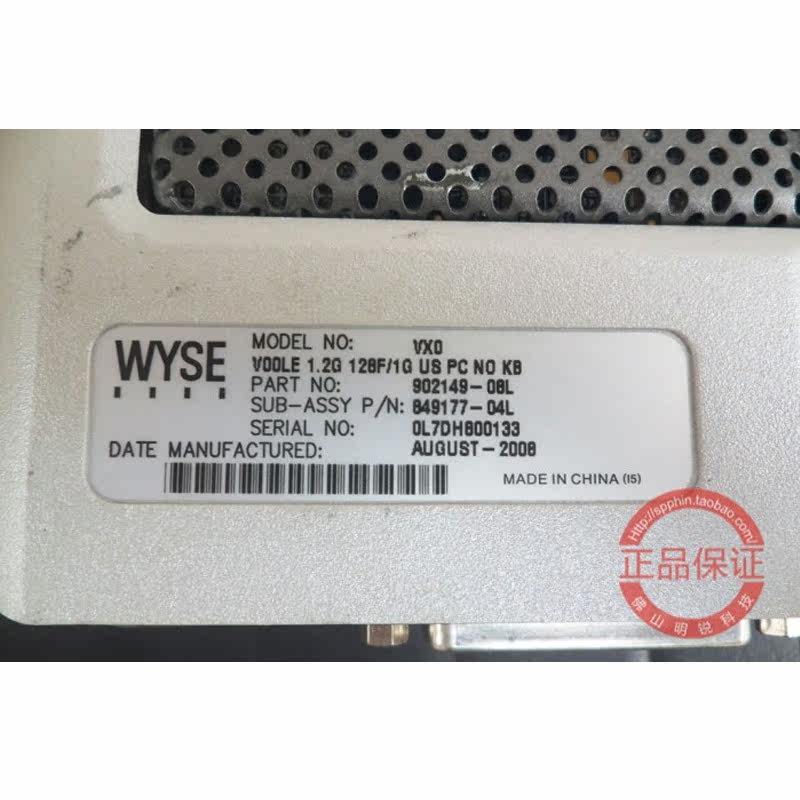 WYSE
MODEL NO: VX0
V00LE 1.2G 128F/1G US PC NO KB
PART NO: 902149-08L
SUB-ASSY P/N: 849177-04L
SERIAL NO: 0L7DH800133
DATE MANUFACTURED: AUGUST-2008
MADE IN CHINA (I5)
Http://spphin.taobao.com/
正品保证
佛山明锐科技